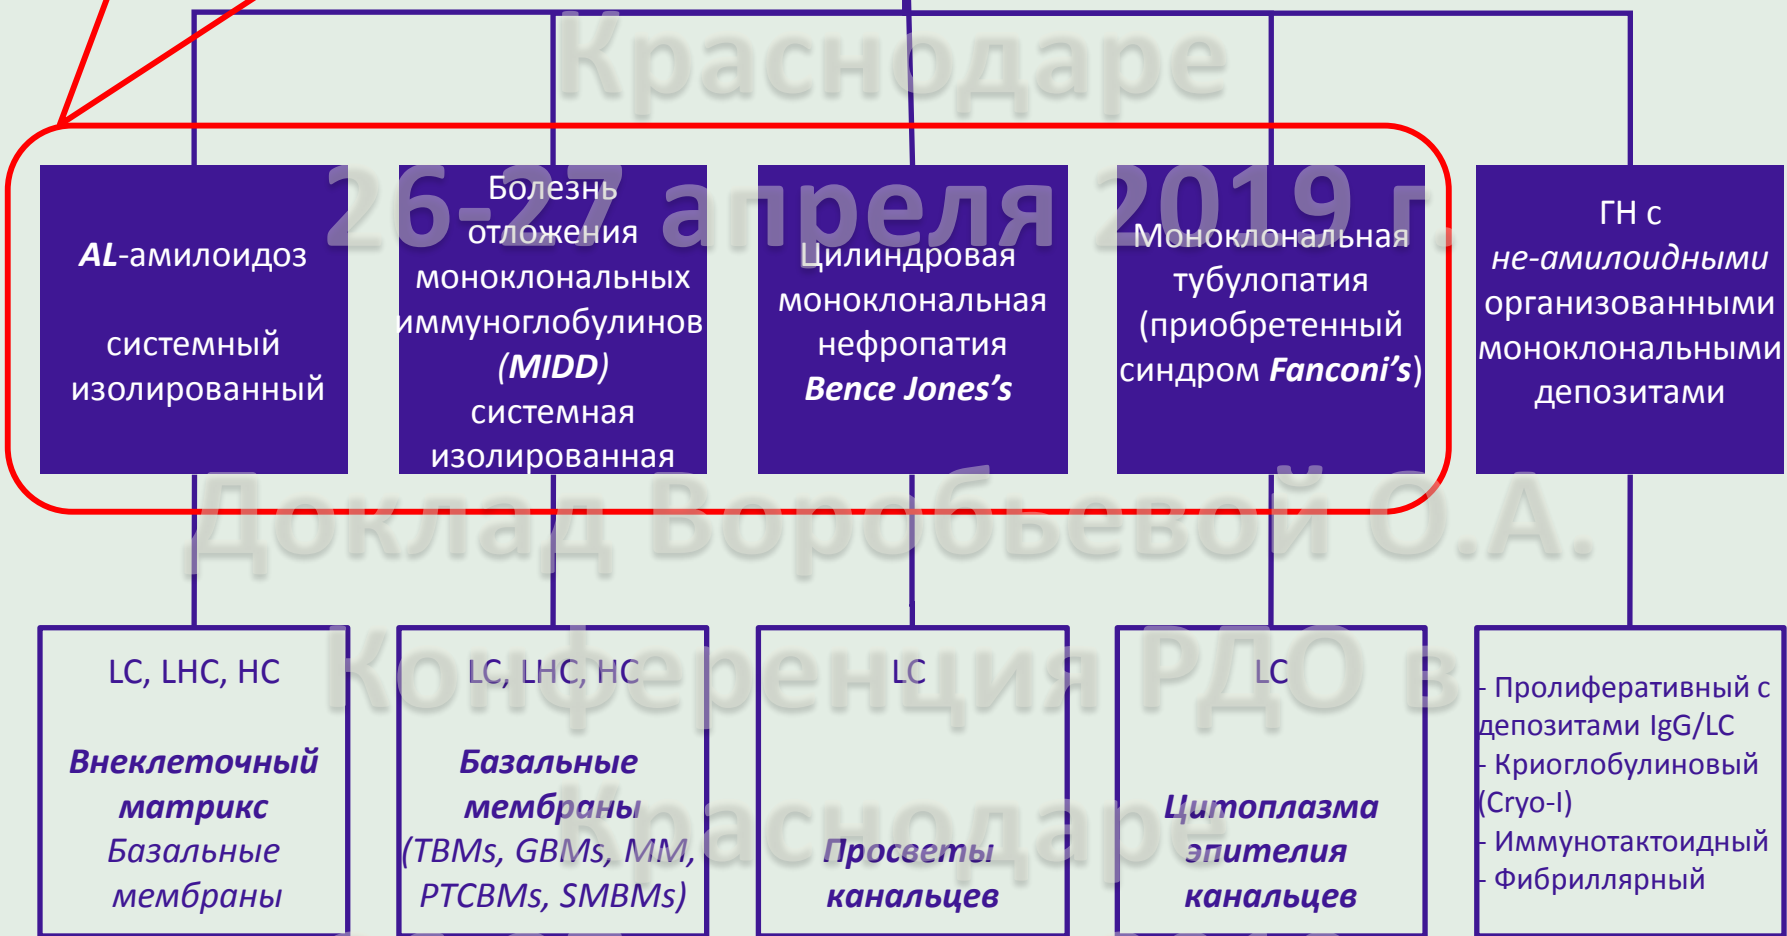 Краснодаре
26-27 апреля 2019 г.
AL-амилоидоз
системный
изолированный
Болезнь
отложения
моноклональных
иммуноглобулинов
(MIDD)
системная
изолированная
Цилиндровая
моноклональная
нефропатия
Bence Jones's
Моноклональная
тубулопатия
(приобретенный
синдром Fanconi's)
ГН с
не-амилоидными
организованными
моноклональными
депозитами
Доклад Воробьевой О.А.
Конференция РДО в
Краснодаре
LC, LHC, HC
Внеклеточный
матрикс
Базальные
мембраны
LC, LHC, HC
Базальные
мембраны
(TBMs, GBMs, MM,
PTCBMs, SMBMs)
LC
Просветы
канальцев
LC
Цитоплазма
эпителия
канальцев
- Пролиферативный с
депозитами IgG/LC
- Криоглобулиновый
(Cryo-I)
- Иммунотактоидный
- Фибриллярный